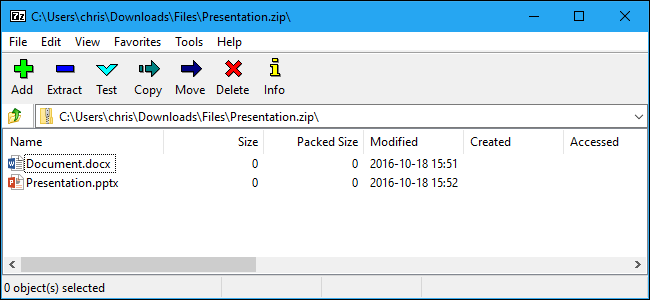 7z C:\Users\chris\Downloads\Files\Presentation.zip\
File Edit View Favorites Tools Help
Add Extract Test Copy Move Delete Info
C:\Users\chris\Downloads\Files\Presentation.zip\
Name Size Packed Size Modified Created Accessed
Document.docx 0 0 2016-10-18 15:51
Presentation.pptx 0 0 2016-10-18 15:52
0 object(s) selected